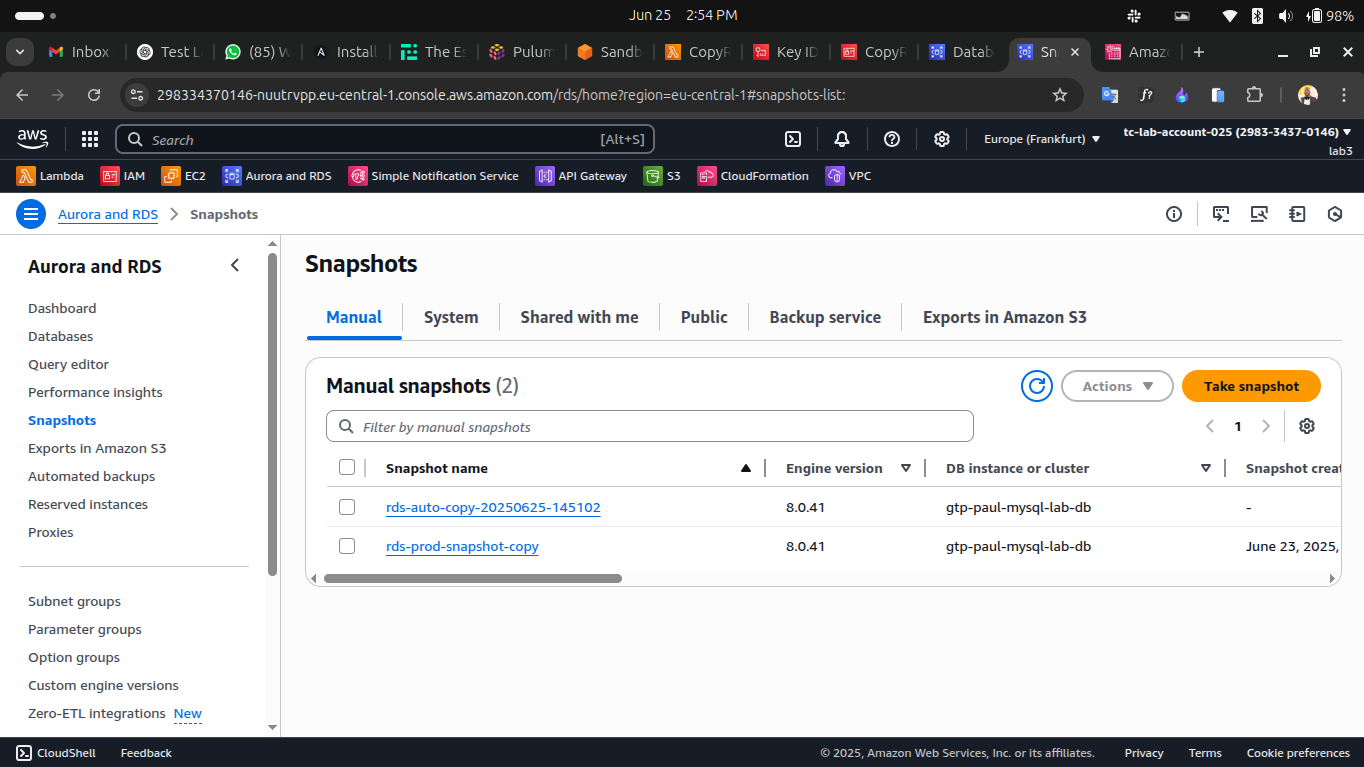 Jun 25 2:54 PM
98%
Inbox
Test L
(85) W
Install
The Es
Pulum
Sandb
CopyR
Key ID
CopyR
Datab
Sn
Amazo
298334370146-nuutrvpp.eu-central-1.console.aws.amazon.com/rds/home?region=eu-central-1#snapshots-list:
aws
Search
[Alt+S]
Europe (Frankfurt)
tc-lab-account-025 (2983-3437-0146)
lab3
Lambda
IAM
EC2
Aurora and RDS
Simple Notification Service
API Gateway
S3
CloudFormation
VPC
Aurora and RDS > Snapshots
Aurora and RDS
Dashboard
Databases
Query editor
Performance insights
Snapshots
Exports in Amazon S3
Automated backups
Reserved instances
Proxies
Subnet groups
Parameter groups
Option groups
Custom engine versions
Zero-ETL integrations New
Snapshots
Manual
System
Shared with me
Public
Backup service
Exports in Amazon S3
Manual snapshots (2)
Actions
Take snapshot
Filter by manual snapshots
1
Snapshot name
Engine version
DB instance or cluster
Snapshot creat
rds-auto-copy-20250625-145102
8.0.41
gtp-paul-mysql-lab-db
-
rds-prod-snapshot-copy
8.0.41
gtp-paul-mysql-lab-db
June 23, 2025,
CloudShell
Feedback
© 2025, Amazon Web Services, Inc. or its affiliates.
Privacy
Terms
Cookie preferences